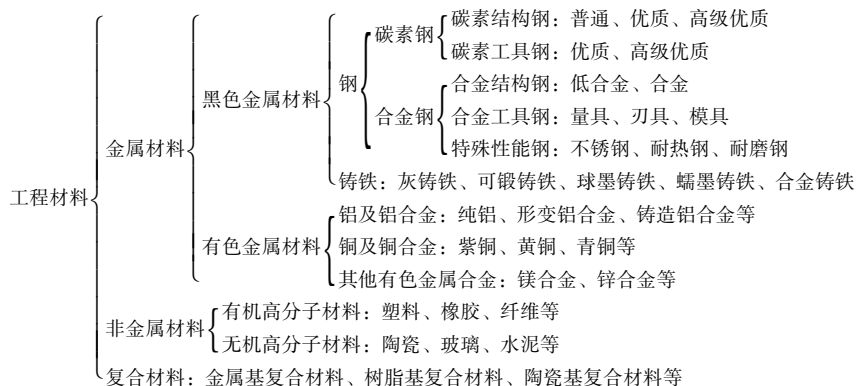 碳素结构钢：普通、优质、高级优质
碳素钢
碳素工具钢：优质、高级优质
钢
合金结构钢：低合金、合金
黑色金属材料
合金钢
合金工具钢：量具、刃具、模具
金属材料
特殊性能钢：不锈钢、耐热钢、耐磨钢
铸铁：灰铸铁、可锻铸铁、球墨铸铁、蠕墨铸铁、合金铸铁
工程材料
铝及铝合金：纯铝、形变铝合金、铸造铝合金等
有色金属材料
铜及铜合金：紫铜、黄铜、青铜等
其他有色金属合金：镁合金、锌合金等
有机高分子材料：塑料、橡胶、纤维等
非金属材料
无机高分子材料：陶瓷、玻璃、水泥等
复合材料：金属基复合材料、树脂基复合材料、陶瓷基复合材料等